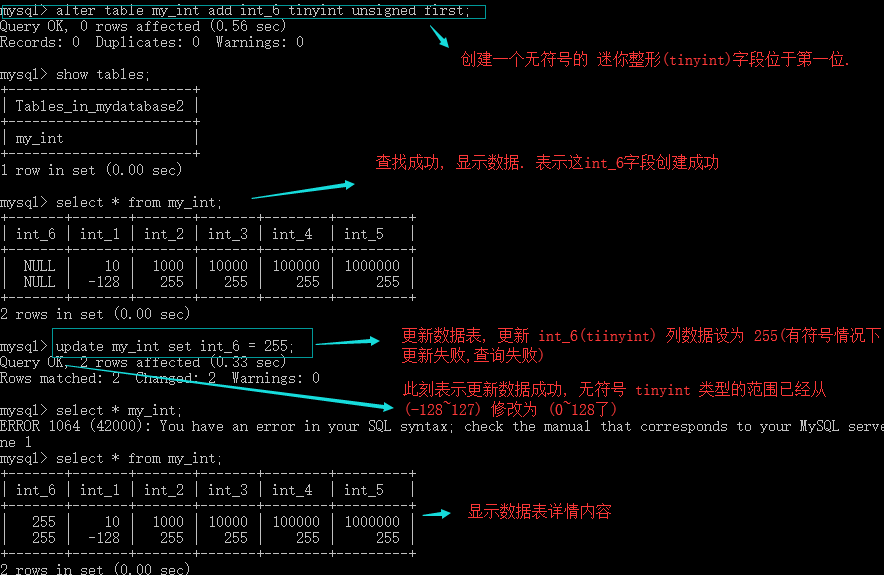 mysql> alter table my_int add int_6 tinyint unsigned first;
Query OK, 0 rows affected (0.56 sec)
Records: 0  Duplicates: 0  Warnings: 0
创建一个无符号的 迷你整形(tinyint)字段位于第一位.
mysql> show tables;
+-----------------------+
| Tables_in_mydatabase2 |
+-----------------------+
| my_int                |
+-----------------------+
1 row in set (0.00 sec)
查找成功, 显示数据. 表示这int_6字段创建成功
mysql> select * from my_int;
+-------+-------+-------+-------+--------+---------+
| int_6 | int_1 | int_2 | int_3 | int_4  | int_5   |
+-------+-------+-------+-------+--------+---------+
|  NULL |    10 |  1000 | 10000 | 100000 | 1000000 |
|  NULL |  -128 |   255 |   255 |    255 |     255 |
+-------+-------+-------+-------+--------+---------+
2 rows in set (0.00 sec)
mysql> update my_int set int_6 = 255;
更新数据表, 更新 int_6(tiinyint) 列数据设为 255(有符号情况下
更新失败,查询失败)
Query OK, 2 rows affected (0.33 sec)
Rows matched: 2  Changed: 2  Warnings: 0
此刻表示更新数据成功, 无符号 tinyint 类型的范围已经从
(-128~127) 修改为 (0~128了)
mysql> select * my_int;
ERROR 1064 (42000): You have an error in your SQL syntax; check the manual that corresponds to your MySQL serve
ne 1
mysql> select * from my_int;
+-------+-------+-------+-------+--------+---------+
| int_6 | int_1 | int_2 | int_3 | int_4  | int_5   |
+-------+-------+-------+-------+--------+---------+
|   255 |    10 |  1000 | 10000 | 100000 | 1000000 |
|   255 |  -128 |   255 |   255 |    255 |     255 |
+-------+-------+-------+-------+--------+---------+
显示数据表详情内容
2 rows in set (0.00 sec)